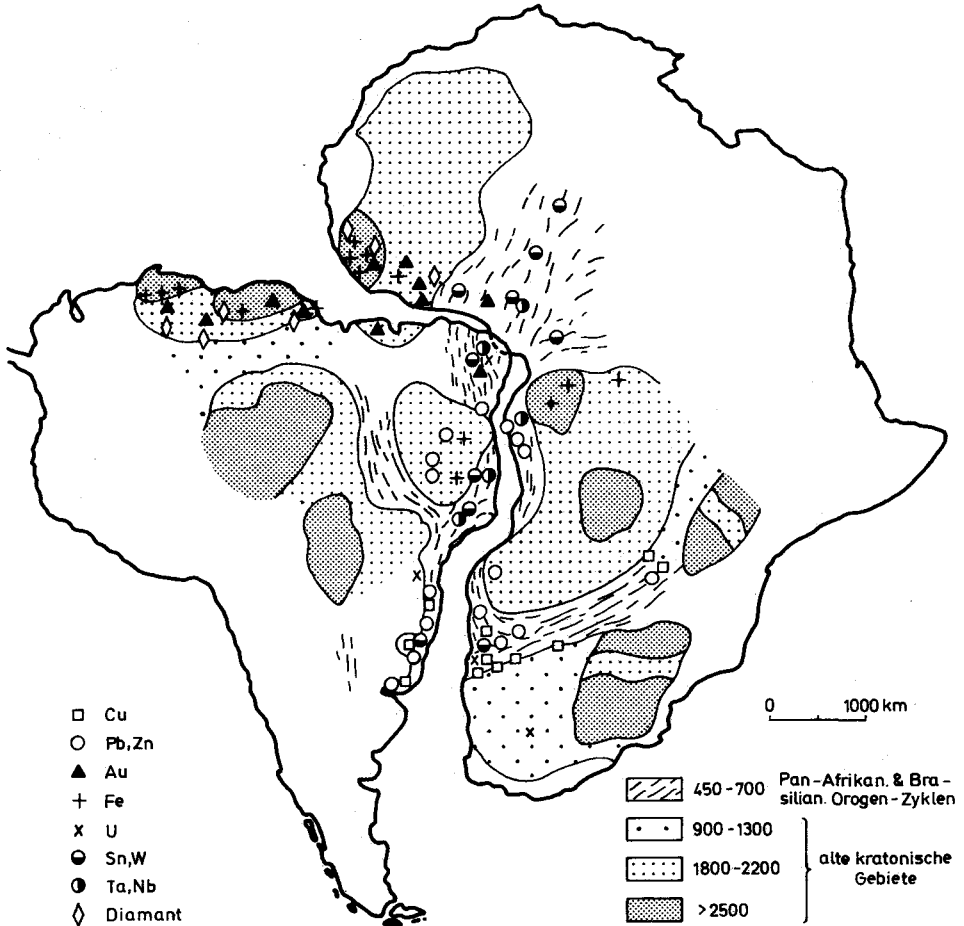 0 1000 km
Cu
Pb,Zn
Au
Fe
U
Sn,W
Ta,Nb
Diamant
450-700 Pan-Afrikan. & Bra-
silian. Orogen-Zyklen
900-1300
1800-2200
>2500
alte kratonische
Gebiete